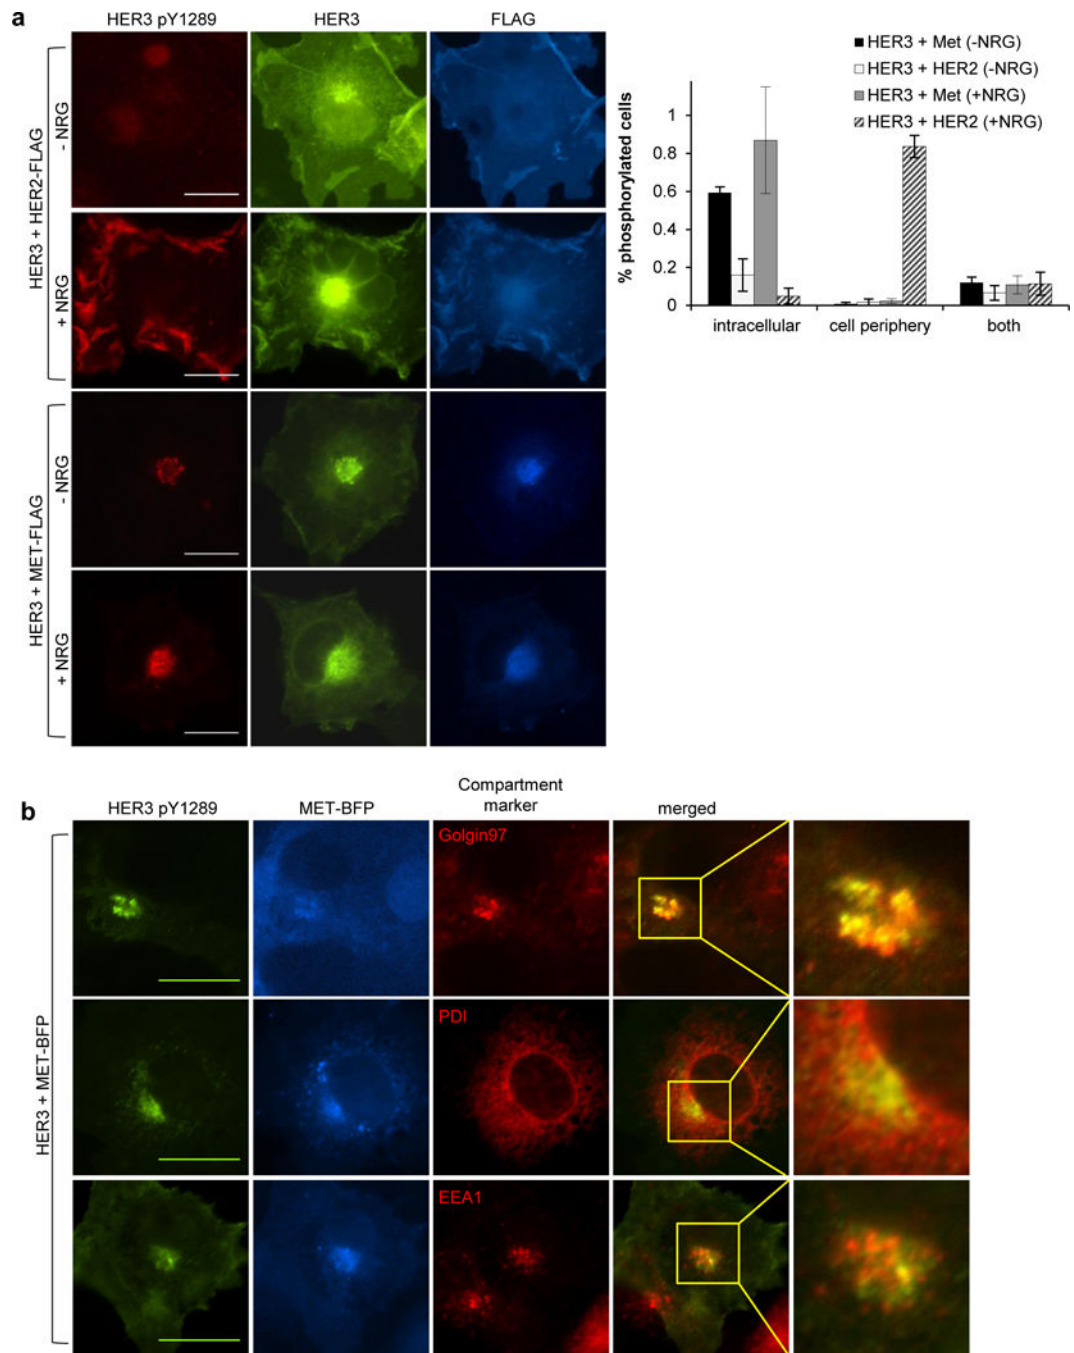 a
HER3 pY1289
HER3
FLAG
HER3 + HER2-FLAG
- NRG
+ NRG
HER3 + MET-FLAG
- NRG
+ NRG
HER3 + Met (-NRG)
HER3 + HER2 (-NRG)
HER3 + Met (+NRG)
HER3 + HER2 (+NRG)
% phosphorylated cells
1
0.8
0.6
0.4
0.2
0
intracellular
cell periphery
both
b
HER3 pY1289
MET-BFP
Compartment
marker
merged
HER3 + MET-BFP
Golgin97
PDI
EEA1